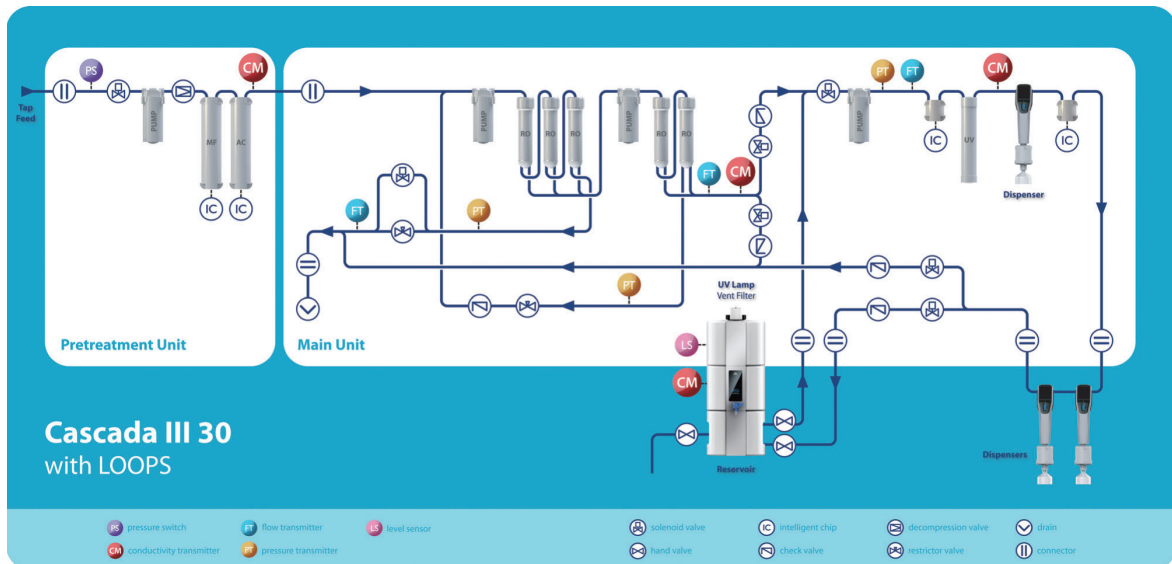 PS
CM
Tap
Feed
PUMP
MF
AC
IC
IC
Pretreatment Unit
PUMP
RO
RO
RO
PUMP
RO
RO
FT
CM
FT
PT
PT
Main Unit
PUMP
PT
FT
IC
UV
CM
IC
Dispenser
UV Lamp
Vent Filter
LS
CM
Reservoir
Dispensers
Cascada III 30
with LOOPS
PS pressure switch
FT flow transmitter
LS level sensor
solenoid valve
IC intelligent chip
decompression valve
drain
CM conductivity transmitter
PT pressure transmitter
hand valve
check valve
restrictor valve
connector